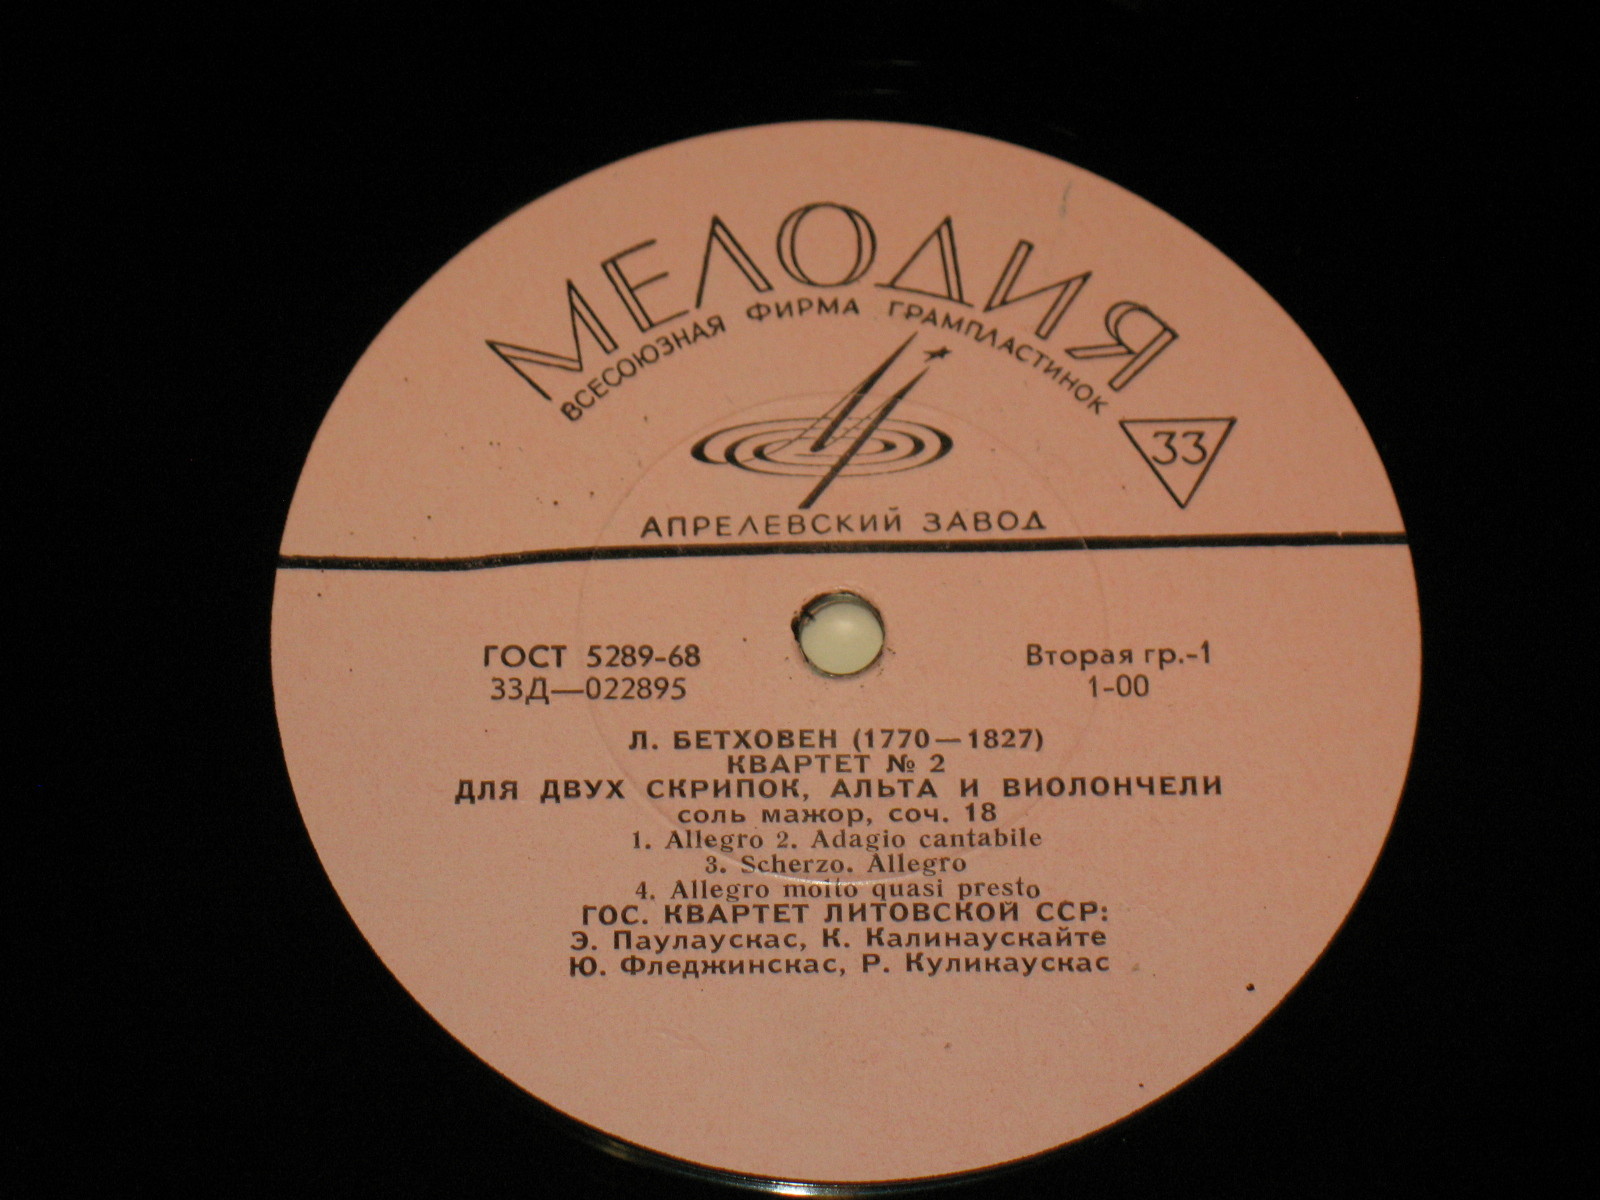 МЕЛОДИЯ
ВСЕСОЮЗНАЯ ФИРМА ГРАМПЛАСТИНОК
33
АПРЕЛЕВСКИЙ ЗАВОД
ГОСТ 5289-68
Вторая гр.-1
33Д—022895
1-00
Л. БЕТХОВЕН (1770—1827)
КВАРТЕТ № 2
ДЛЯ ДВУХ СКРИПОК, АЛЬТА И ВИОЛОНЧЕЛИ
соль мажор, соч. 18
1. Allegro 2. Adagio cantabile
3. Scherzo. Allegro
4. Allegro molto quasi presto
ГОС. КВАРТЕТ ЛИТОВСКОЙ ССР:
Э. Паулаускас, К. Калинаускайте
Ю. Фледжинскас, Р. Куликаускас